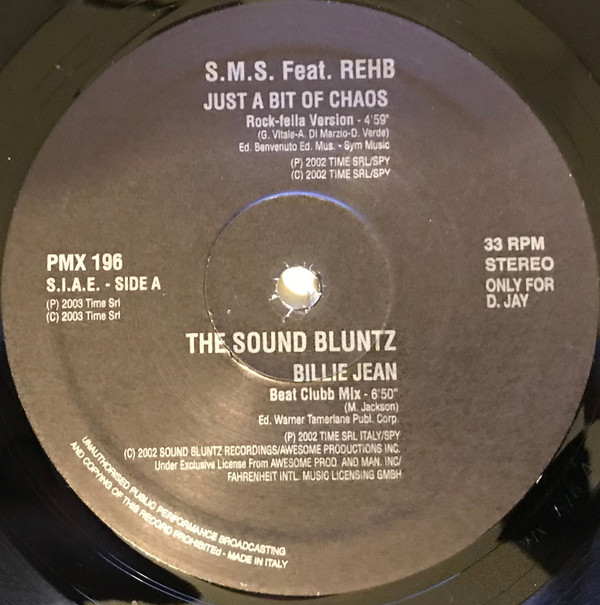 S.M.S. Feat. REHB
JUST A BIT OF CHAOS
Rock-fella Version - 4'59"
(G. Vitale-A. Di Marzio-D. Verde)
Ed. Benvenuto Ed. Mus. - Sym Music
(P) 2002 TIME SRL/SPY
(C) 2002 TIME SRL/SPY
PMX 196
S.I.A.E. - SIDE A
(P) 2003 Time Srl
(C) 2003 Time Srl
33 RPM
STEREO
ONLY FOR
D. JAY
THE SOUND BLUNTZ
BILLIE JEAN
Beat Clubb Mix - 6'50"
(M. Jackson)
Ed. Warner Tamerlane Publ. Corp.
(P) 2002 TIME SRL ITALY/SPY
(C) 2002 SOUND BLUNTZ RECORDINGS/AWESOME PRODUCTIONS INC.
Under Exclusive License From AWESOME PROD. AND MAN. INC/
FAHRENHEIT INTL. MUSIC LICENSING GMBH
UNAUTHORISED PUBLIC PERFORMANCE BROADCASTING
AND COPYING OF THIS RECORD PROHIBITEd - MADE IN ITALY